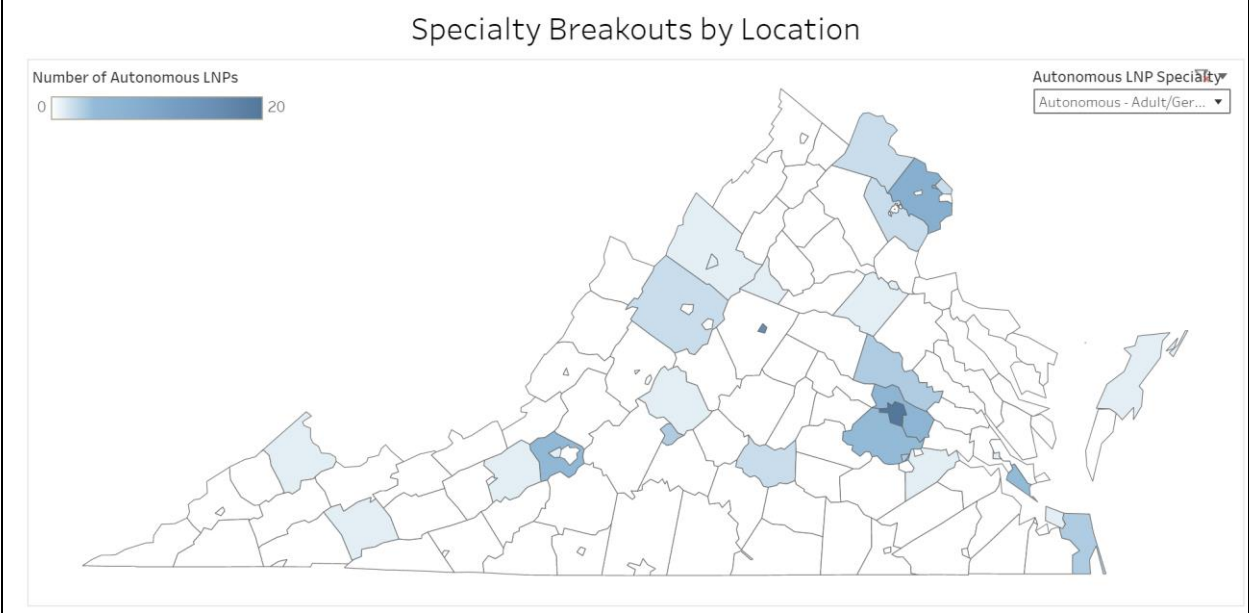 Specialty Breakouts by Location
Number of Autonomous LNPs
0 20
Autonomous LNP Specialty
Autonomous - Adult/Ger...